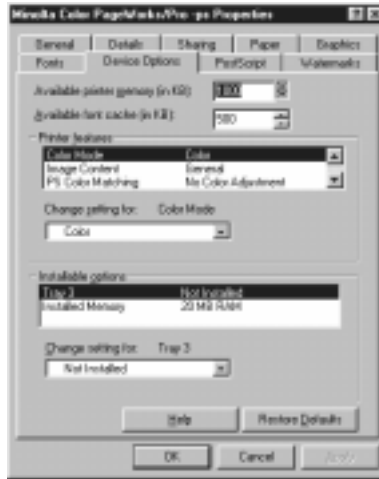 Minolta Color PageWorks/Pro -ps Properties
General Details Sharing Paper Graphics
Fonts Device Options PostScript Watermarks
Available printer memory (in KB):
Available font cache (in KB): 500
Printer features
Color Mode Color
Image Content General
PS Color Matching No Color Adjustment
Change setting for: Color Mode
Color
Installable options
Tray 3 Not Installed
Installed Memory 20 MB RAM
Change setting for: Tray 3
Not Installed
Help Restore Defaults
OK Cancel Apply